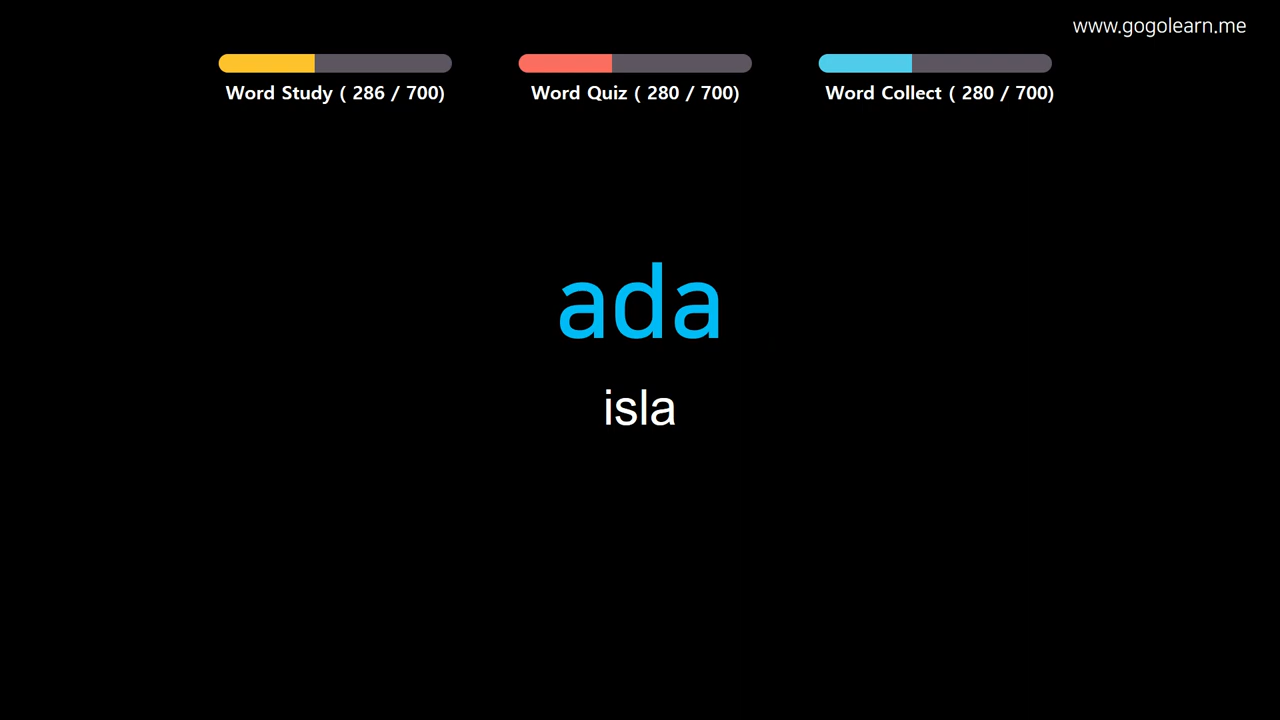 www.gogolearn.me
Word Study ( 286 / 700)
Word Quiz ( 280 / 700)
Word Collect ( 280 / 700)
ada
isla